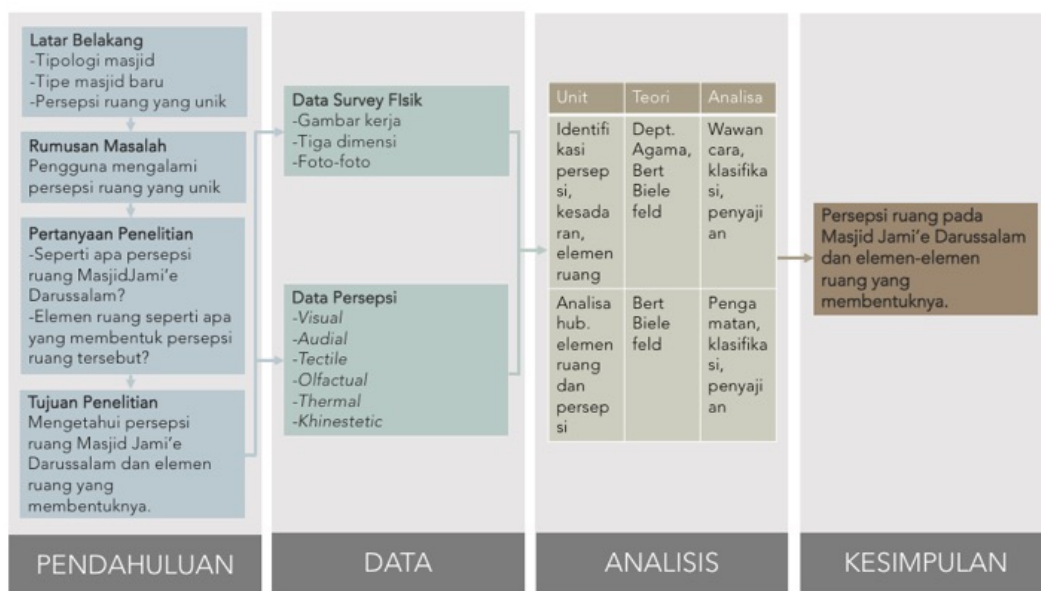 Latar Belakang
-Tipologi masjid
-Tipe masjid baru
-Persepsi ruang yang unik
Rumusan Masalah
Pengguna mengalami
persepsi ruang yang unik
Pertanyaan Penelitian
-Seperti apa persepsi
ruang MasjidJami'e
Darussalam?
-Elemen ruang seperti apa
yang membentuk persepsi
ruang tersebut?
Tujuan Penelitian
Mengetahui persepsi
ruang Masjid Jami'e
Darussalam dan elemen
ruang yang
membentuknya.
PENDAHULUAN
Data Survey FIsik
-Gambar kerja
-Tiga dimensi
-Foto-foto
Data Persepsi
-Visual
-Audial
-Tectile
-Olfactual
-Thermal
-Khinestetic
DATA
Unit
Teori
Analisa
Identifi
kasi
persep
si,
kesada
ran,
elemen
ruang
Dept.
Agama,
Bert
Biele
feld
Wawan
cara,
klasifika
si,
penyaji
an
Analisa
hub.
elemen
ruang
dan
persep
si
Bert
Biele
feld
Penga
matan,
klasifika
si,
penyaji
an
ANALISIS
Persepsi ruang pada
Masjid Jami'e Darussalam
dan elemen-elemen
ruang yang
membentuknya.
KESIMPULAN